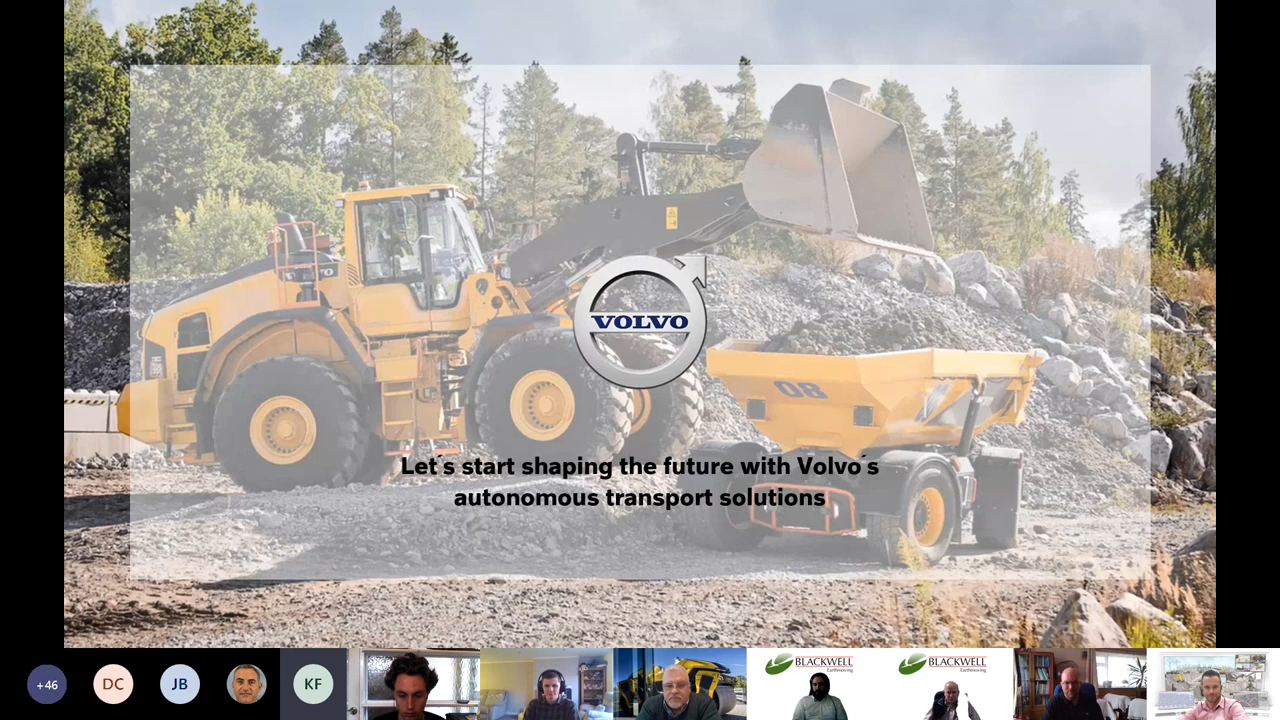 VOLVO
08
Let´s start shaping the future with Volvo´s
autonomous transport solutions
+46
DC
JB
KF
BLACKWELL
Earthmoving
BLACKWELL
Earthmoving